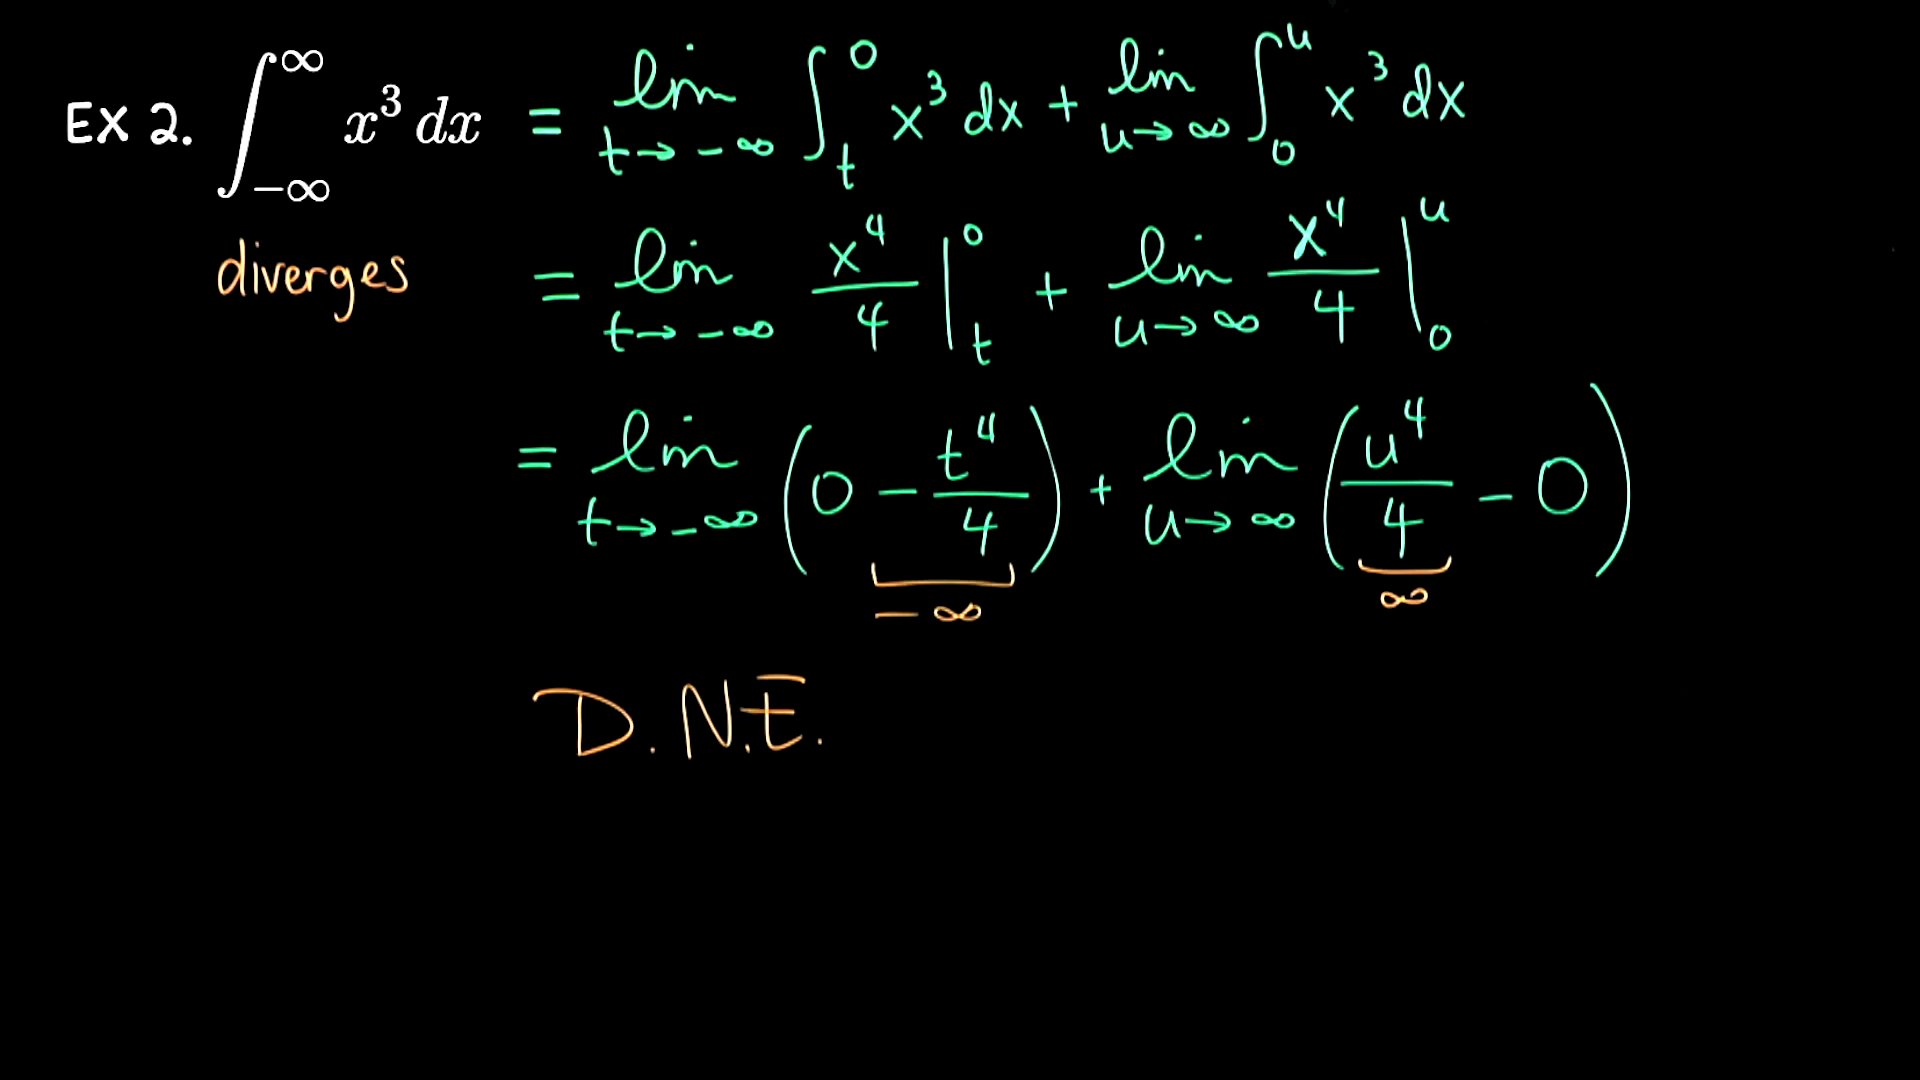 EX 2. ∫_{-∞}^{∞} x³ dx = lim_{t→-∞} ∫_t^0 x³ dx + lim_{u→∞} ∫_0^u x³ dx
diverges = lim_{t→-∞} x⁴/4 |_t^0 + lim_{u→∞} x⁴/4 |_0^u
= lim_{t→-∞} (0 - t⁴/4) + lim_{u→∞} (u⁴/4 - 0)
-∞ ∞
D.N.E.